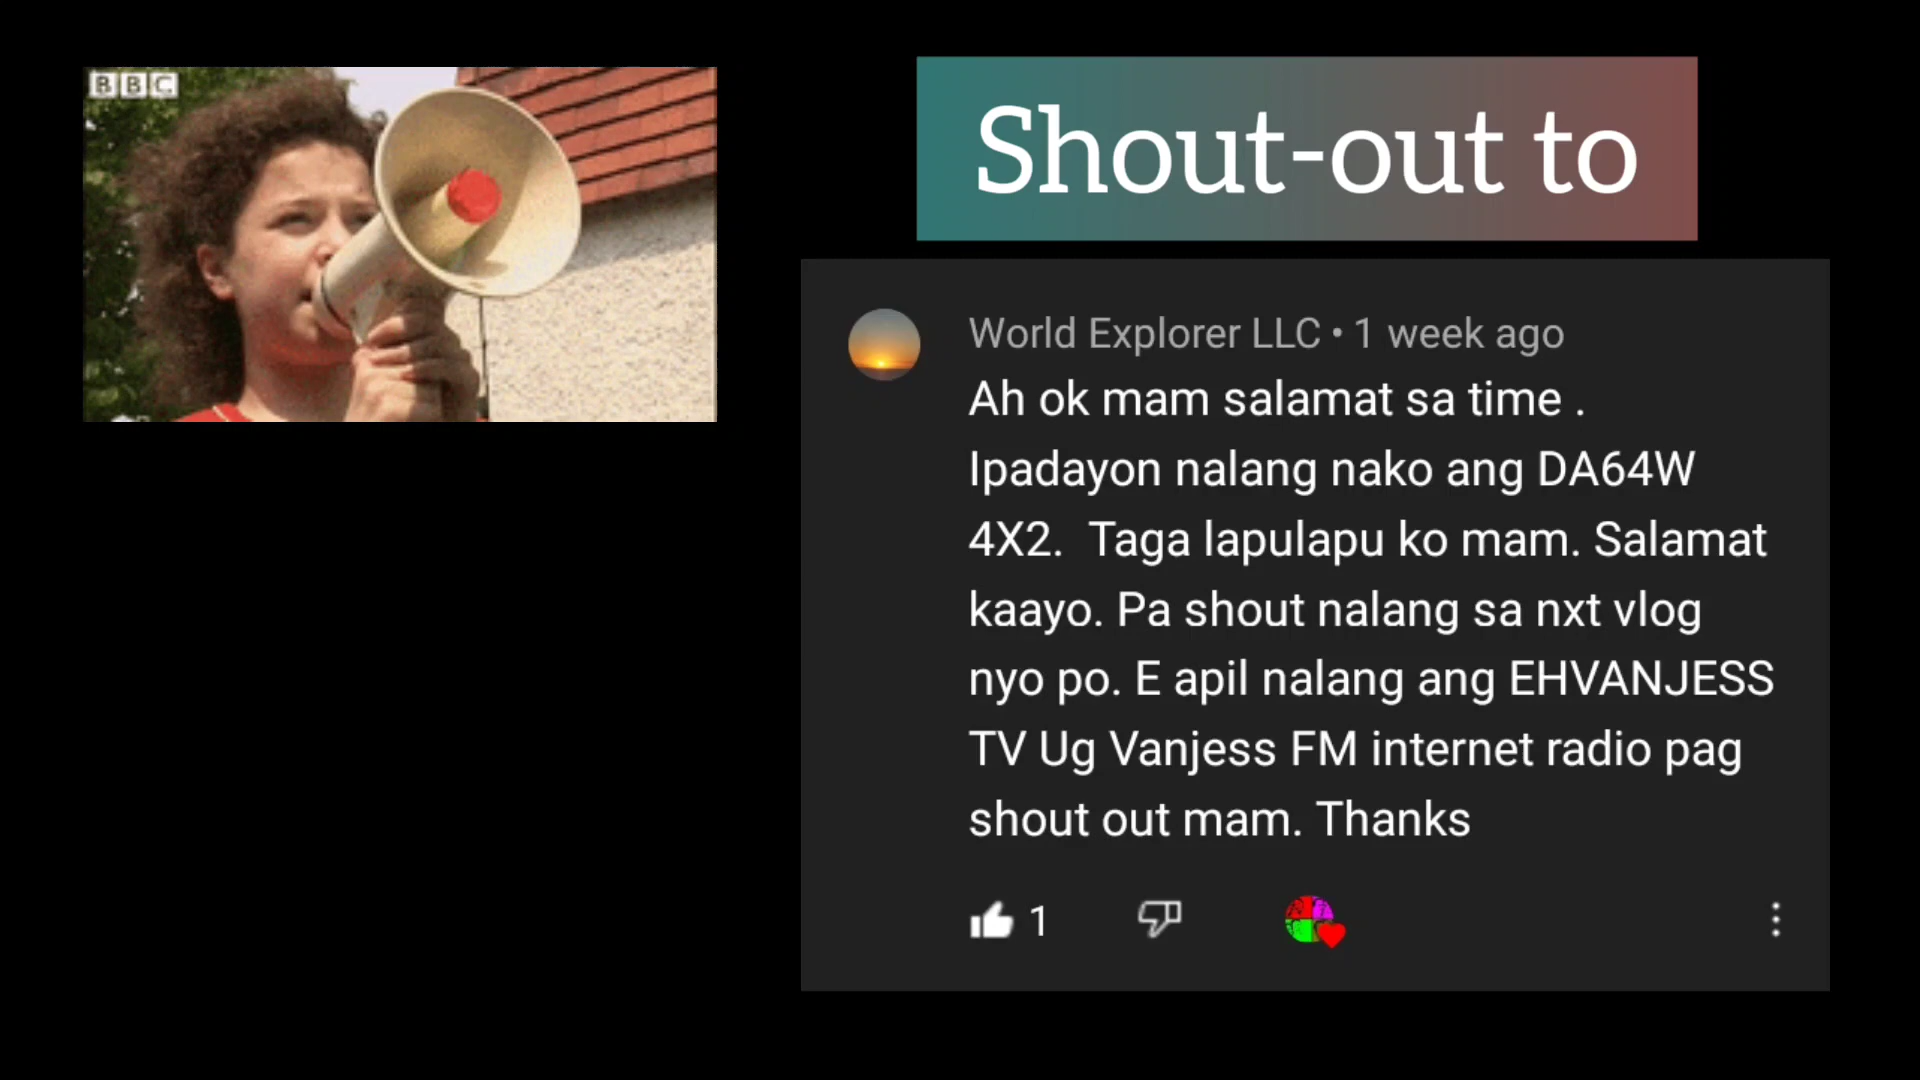 BBC
Shout-out to
World Explorer LLC • 1 week ago
Ah ok mam salamat sa time .
Ipadayon nalang nako ang DA64W
4X2.  Taga lapulapu ko mam. Salamat
kaayo. Pa shout nalang sa nxt vlog
nyo po. E apil nalang ang EHVANJESS
TV Ug Vanjess FM internet radio pag
shout out mam. Thanks
1